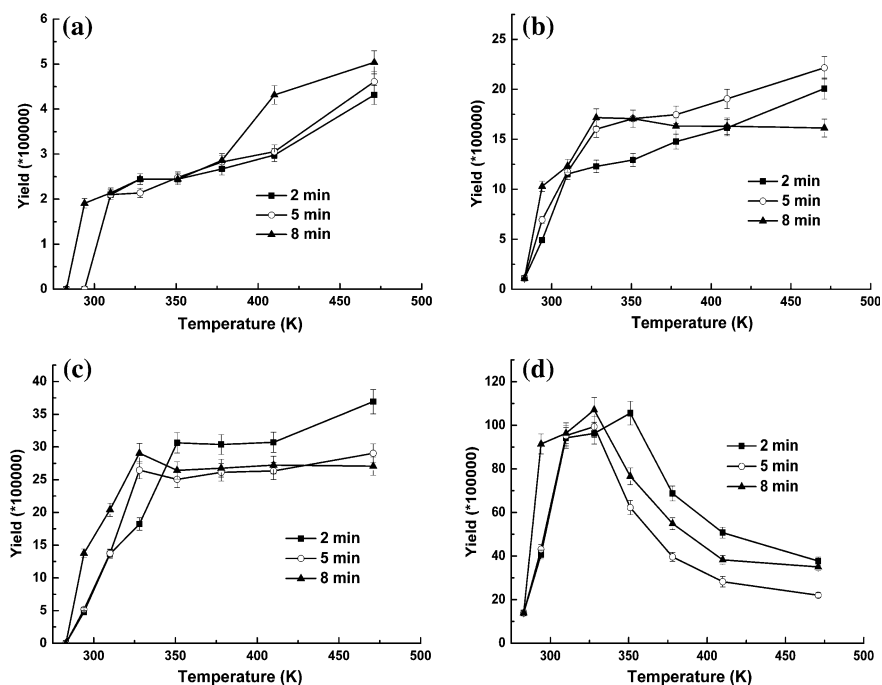 (a)
Yield (*100000)
6
5
4
3
2
1
0
2 min
5 min
8 min
300 350 400 450 500
Temperature (K)
(b)
Yield (*100000)
25
20
15
10
5
0
2 min
5 min
8 min
300 350 400 450 500
Temperature (K)
(c)
Yield (*100000)
40
35
30
25
20
15
10
5
0
2 min
5 min
8 min
300 350 400 450 500
Temperature (K)
(d)
Yield (*100000)
120
100
80
60
40
20
0
2 min
5 min
8 min
300 350 400 450 500
Temperature (K)